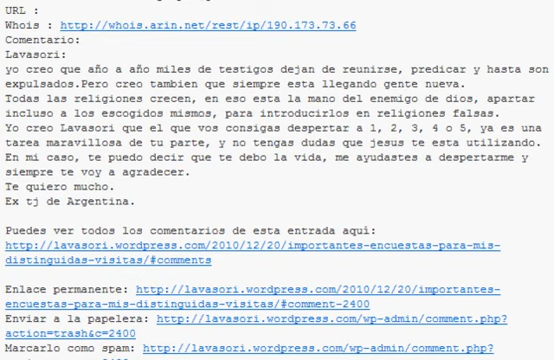 URL :
Whois : http://whois.arin.net/rest/ip/190.173.73.66
Comentario:
Lavasori:
yo creo que año a año miles de testigos dejan de reunirse, predicar y hasta son
expulsados.Pero creo tambien que siempre esta llegando gente nueva.
Todas las religiones crecen, en eso esta la mano del enemigo de dios, apartar
incluso a los escogidos mismos, para introducirlos en religiones falsas.
Yo creo Lavasori que el que vos consigas despertar a 1, 2, 3, 4 o 5, ya es una
tarea maravillosa de tu parte, y no tengas dudas que jesus te esta utilizando.
En mi caso, te puedo decir que te debo la vida, me ayudastes a despertarme y
siempre te voy a agradecer.
Te quiero mucho.
Ex tj de Argentina.
Puedes ver todos los comentarios de esta entrada aquí:
http://lavasori.wordpress.com/2010/12/20/importantes-encuestas-para-mis-
distinguidas-visitas/#comments
Enlace permanente: http://lavasori.wordpress.com/2010/12/20/importantes-
encuestas-para-mis-distinguidas-visitas/#comment-2400
Enviar a la papelera: http://lavasori.wordpress.com/wp-admin/comment.php?
action=trash&c=2400
Marcarlo como spam: http://lavasori.wordpress.com/wp-admin/comment.php?